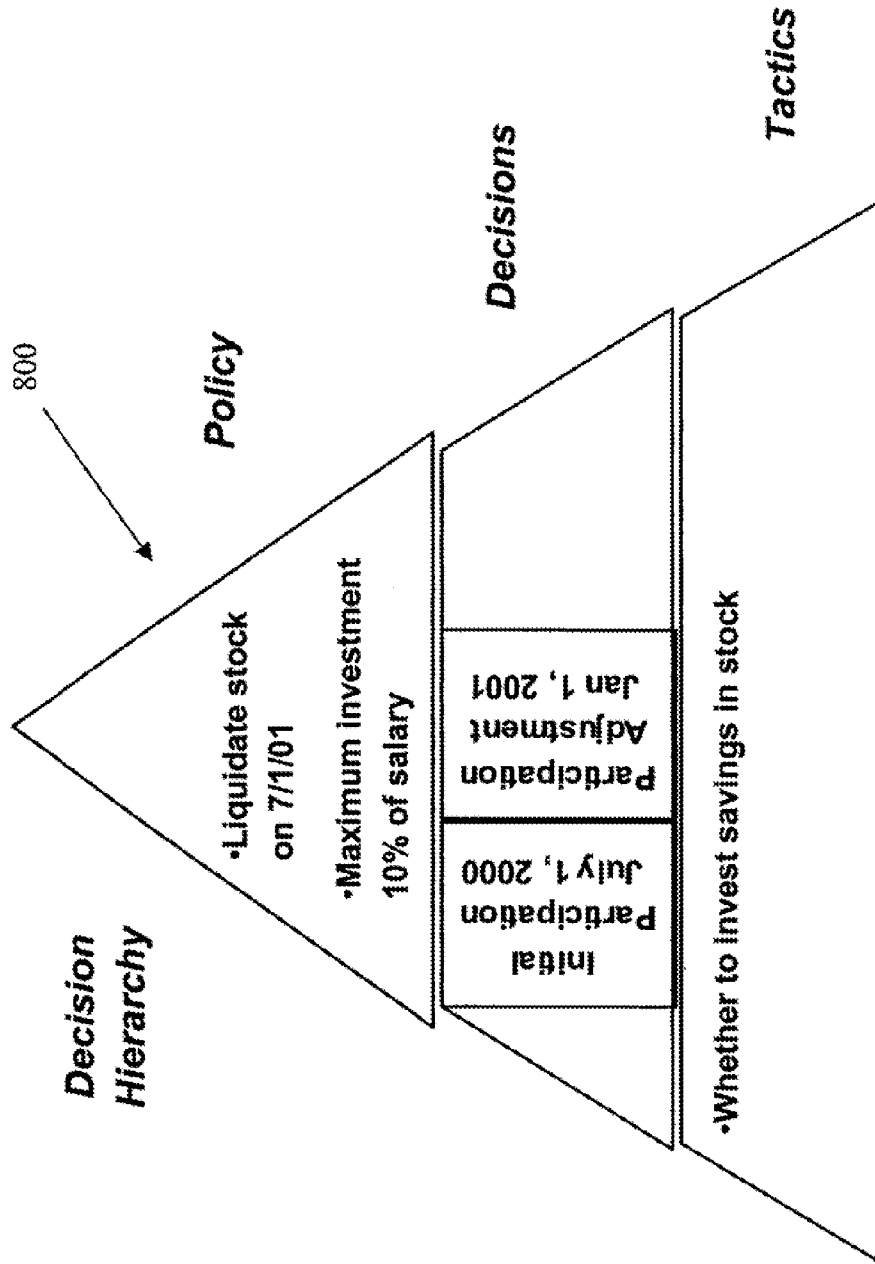 Decision
Hierarchy
800
Policy
•Liquidate stock
on 7/1/01
•Maximum investment
10% of salary
Decisions
Initial
Participation
July 1, 2000
Participation
Adjustment
Jan 1, 2001
Tactics
•Whether to invest savings in stock